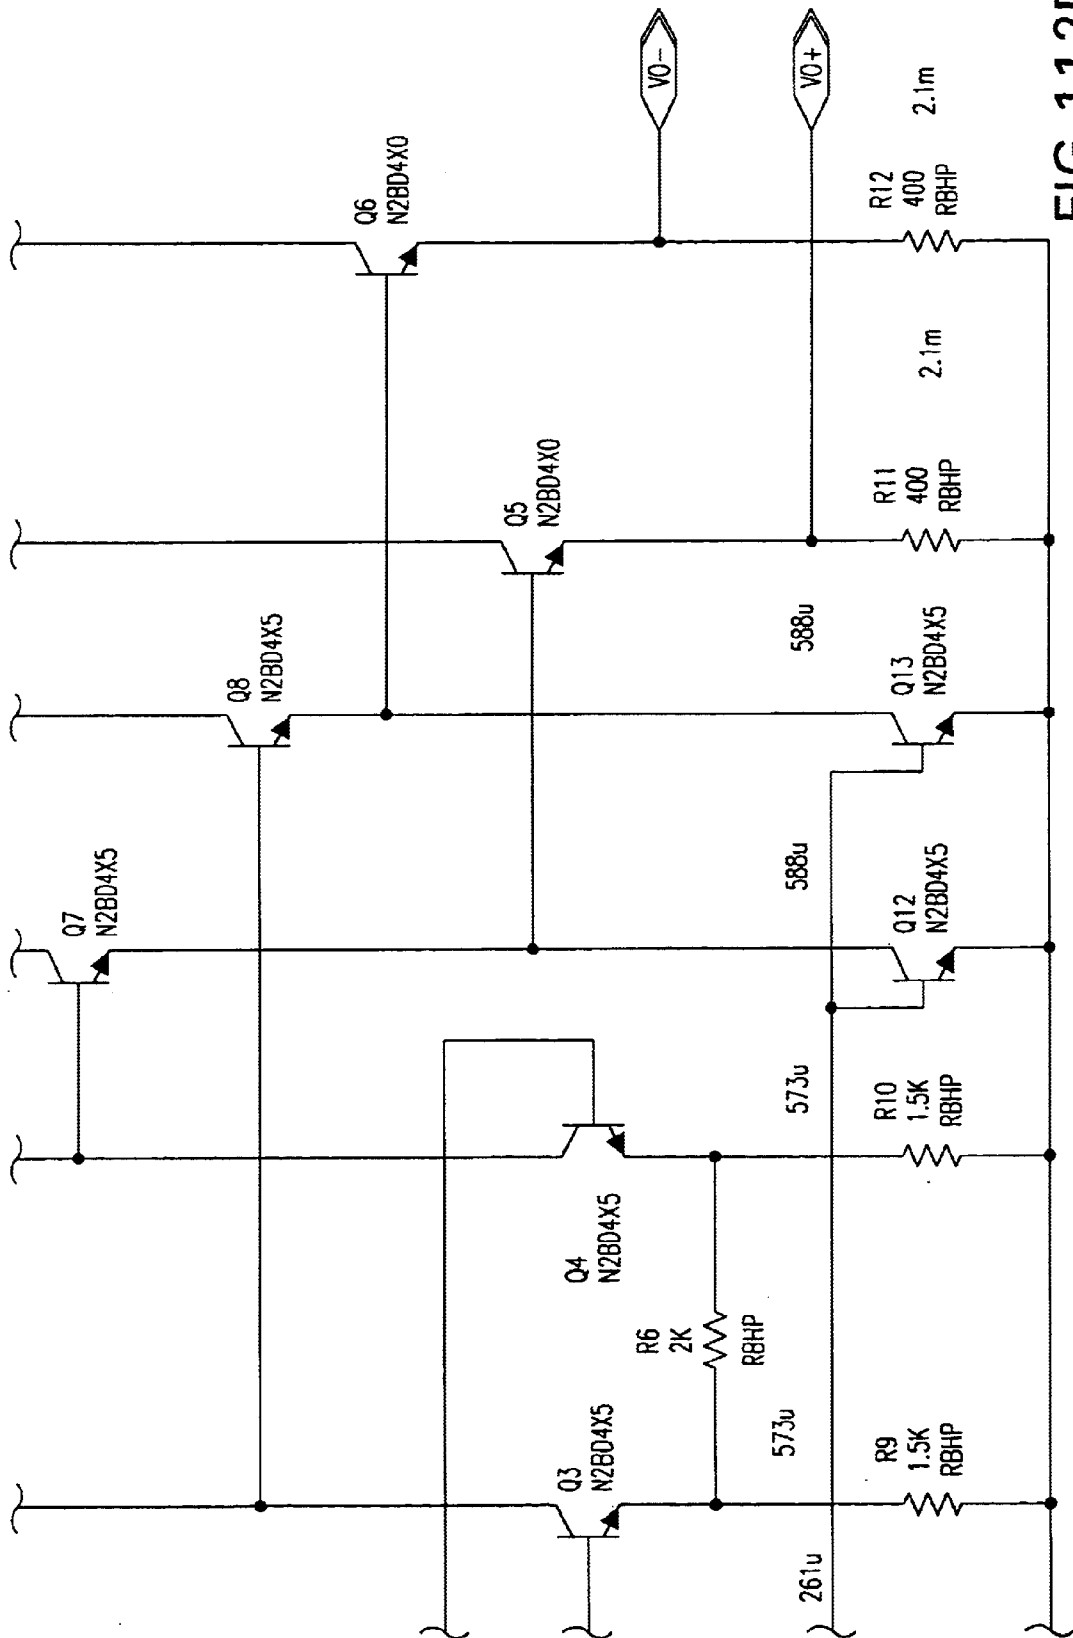 Q6
N2BD4X0
VO-
VO+
R12
400
RBHP
2.1m
Q5
N2BD4X0
R11
400
RBHP
2.1m
Q8
N2BD4X5
588u
Q13
N2BD4X5
Q7
N2BD4X5
588u
Q12
N2BD4X5
Q4
N2BD4X5
573u
R10
1.5K
RBHP
R6
2K
RBHP
Q3
N2BD4X5
573u
R9
1.5K
RBHP
261u